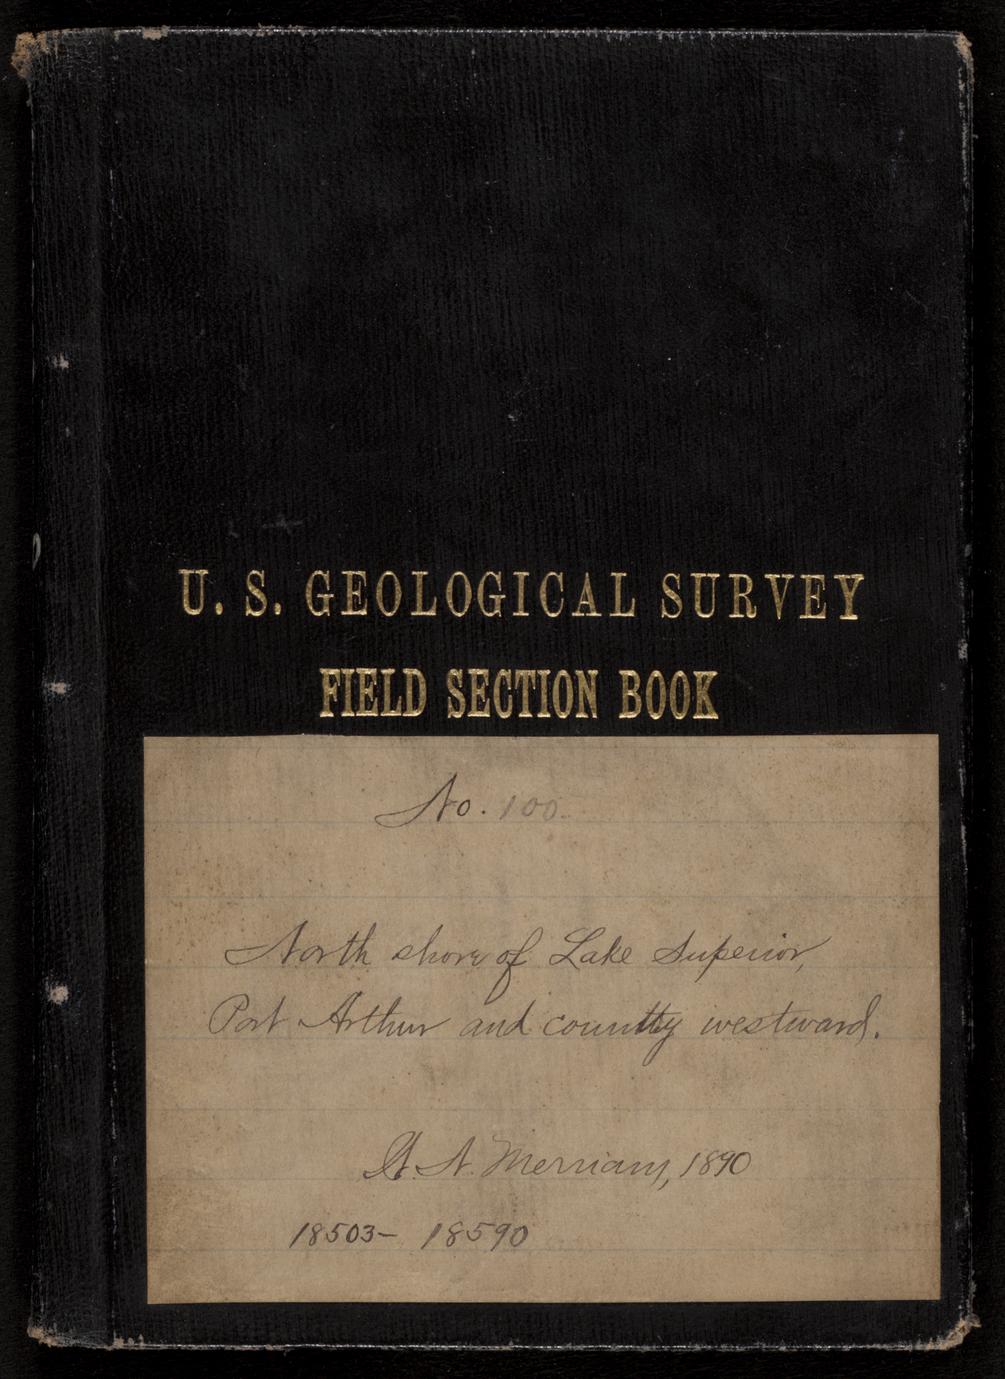 U. S. GEOLOGICAL SURVEY
FIELD SECTION BOOK
No. 100.
North shore of Lake Superior,
Port Arthur and country westward.
W. N. Merriam, 1890
18503- 18590